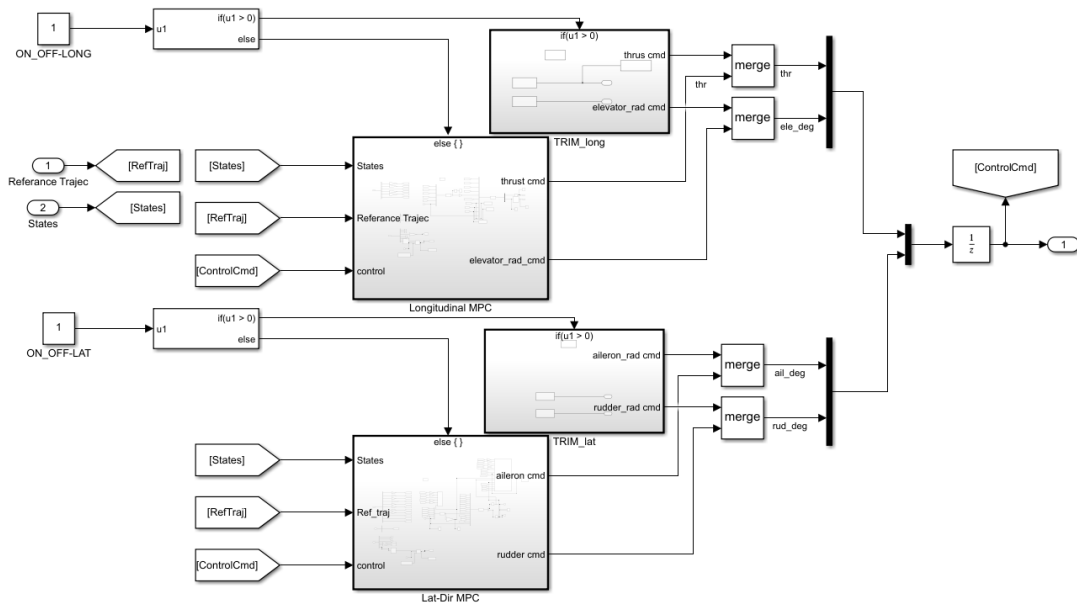 1
ON_OFF-LONG
u1
if(u1 > 0)
else
if(u1 > 0)
thrus cmd
elevator_rad cmd
TRIM_long
merge
thr
thr
merge
ele_deg
else { }
States
Referance Trajec
control
thrust cmd
elevator_rad_cmd
Longitudinal MPC
1
Referance Trajec
[RefTraj]
2
States
[States]
[States]
[RefTraj]
[ControlCmd]
[ControlCmd]
1
z
1
1
ON_OFF-LAT
u1
if(u1 > 0)
else
if(u1 > 0)
aileron_rad cmd
rudder_rad cmd
TRIM_lat
merge
ail_deg
merge
rud_deg
else { }
States
Ref_traj
control
aileron cmd
rudder cmd
Lat-Dir MPC
[States]
[RefTraj]
[ControlCmd]